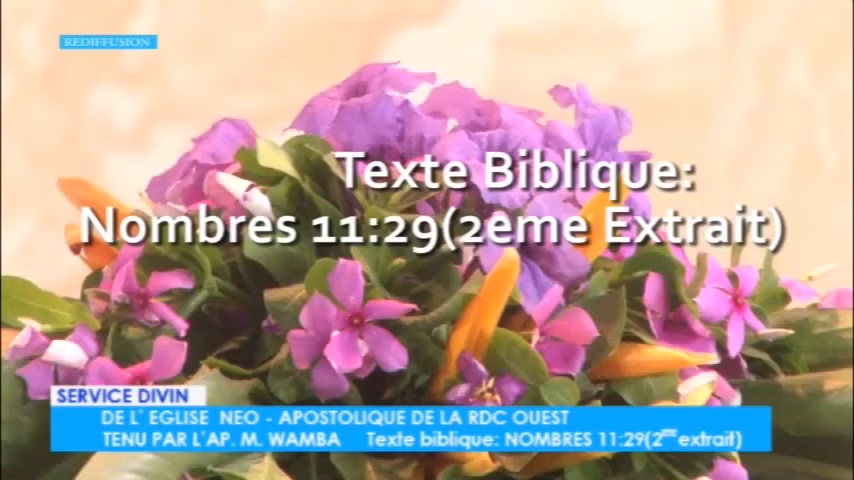 REDIFFUSION
Texte Biblique:
Nombres 11:29(2eme Extrait)
SERVICE DIVIN
DE L' EGLISE NEO - APOSTOLIQUE DE LA RDC OUEST
TENU PAR L'AP. M. WAMBA Texte biblique: NOMBRES 11:29(2ème extrait)